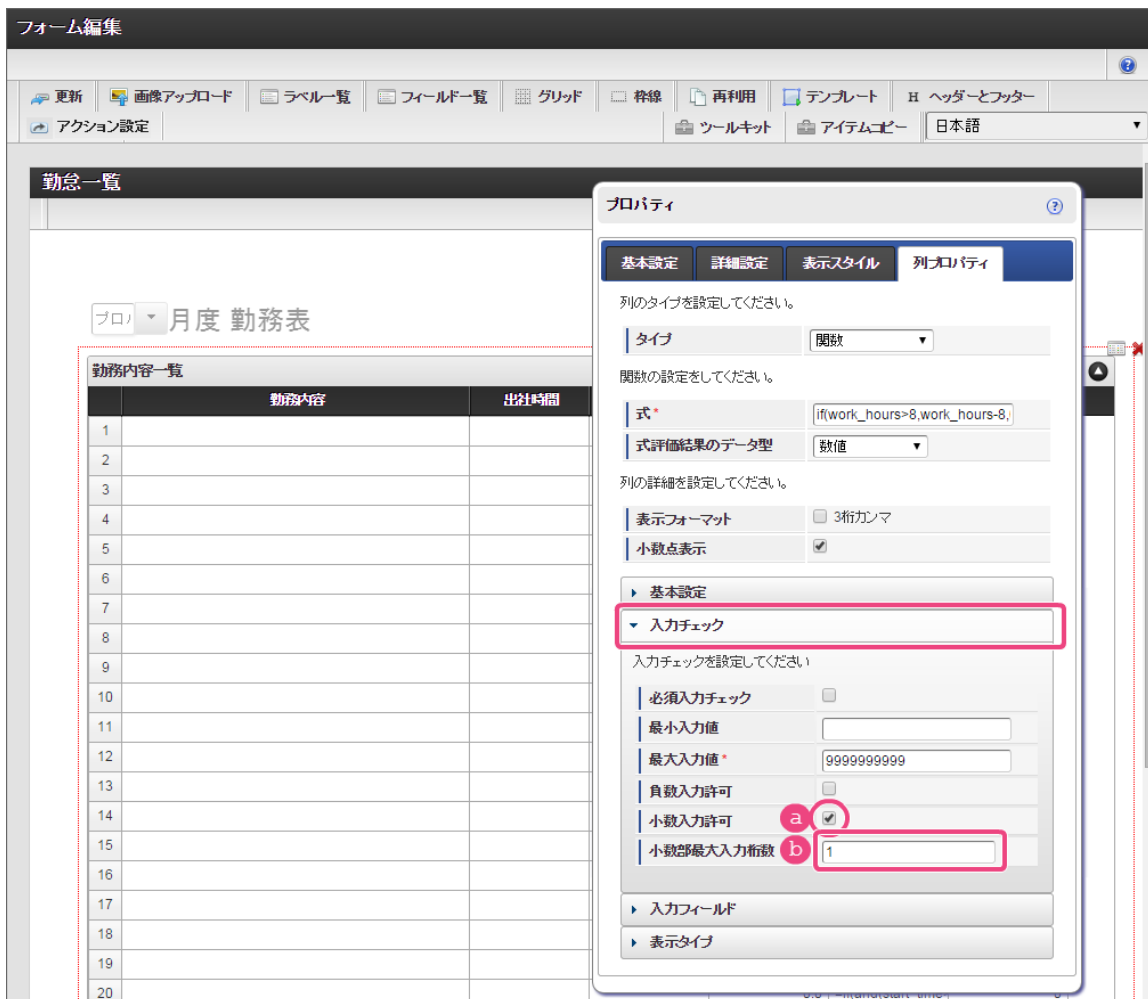 フォーム編集
更新 画像アップロード ラベル一覧 フィールド一覧 グリッド 枠線 再利用 テンプレート H ヘッダーとフッター
アクション設定 ツールキット アイテムコピー 日本語
勤怠一覧
月度 勤務表
勤務内容一覧
勤務内容 出社時間
1
2
3
4
5
6
7
8
9
10
11
12
13
14
15
16
17
18
19
20
プロパティ
基本設定 詳細設定 表示スタイル 列プロパティ
列のタイプを設定してください。
タイプ 関数
関数の設定をしてください。
式* if(work_hours>8,work_hours-8,
式評価結果のデータ型 数値
列の詳細を設定してください。
表示フォーマット 3桁カンマ
小数点表示
基本設定
入力チェック
入力チェックを設定してください
必須入力チェック
最小入力値
最大入力値* 9999999999
負数入力許可
小数入力許可 a
小数部最大入力桁数 b 1
入力フィールド
表示タイプ